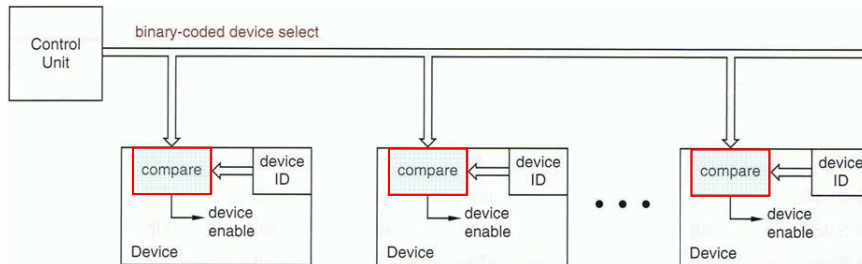 Control
Unit
binary-coded device select
compare
device
ID
device
enable
Device
compare
device
ID
device
enable
Device
compare
device
ID
device
enable
Device